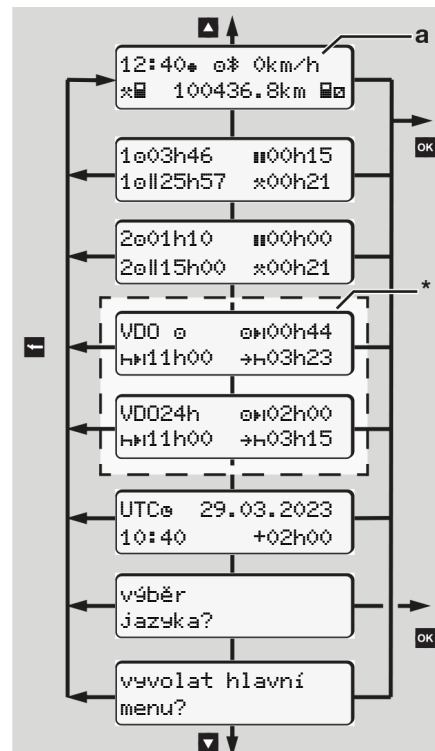 a
12:40 0km/h
100436.8km
OK
1 03h46 00h15
1 25h57 00h21
2 01h10 00h00
2 15h00 00h21
*
VDO 00h44
11h00 03h23
VDO24h 02h00
11h00 03h15
UTC 29.03.2023
10:40 +02h00
výběr
jazyka?
OK
vyvolat hlavní
menu?